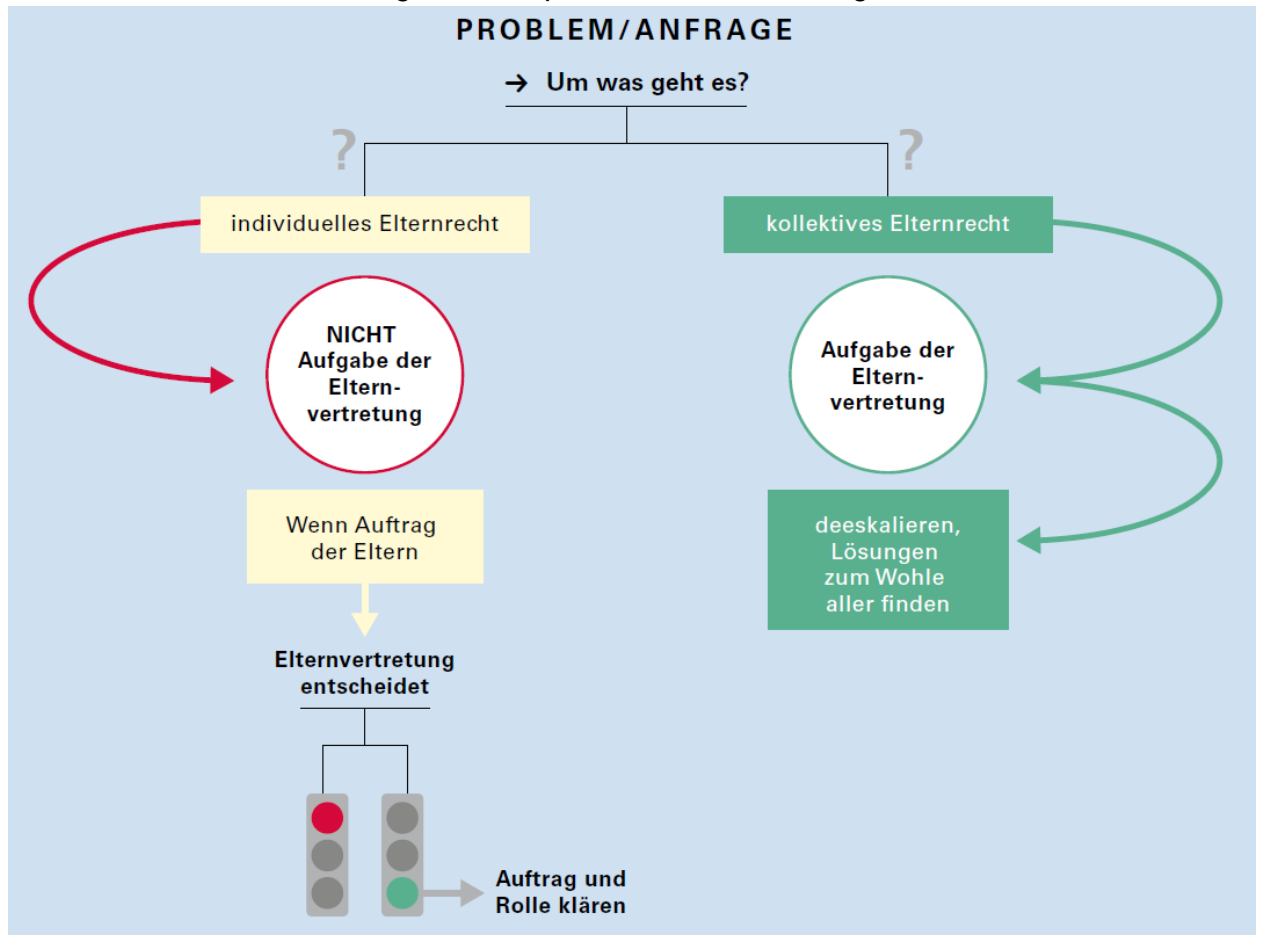 PROBLEM/ANFRAGE
→ Um was geht es?
? ?
individuelles Elternrecht
kollektives Elternrecht
NICHT
Aufgabe der
Eltern-
vertretung
Aufgabe der
Eltern-
vertretung
Wenn Auftrag
der Eltern
deeskalieren,
Lösungen
zum Wohle
aller finden
Elternvertretung
entscheidet
Auftrag und
Rolle klären